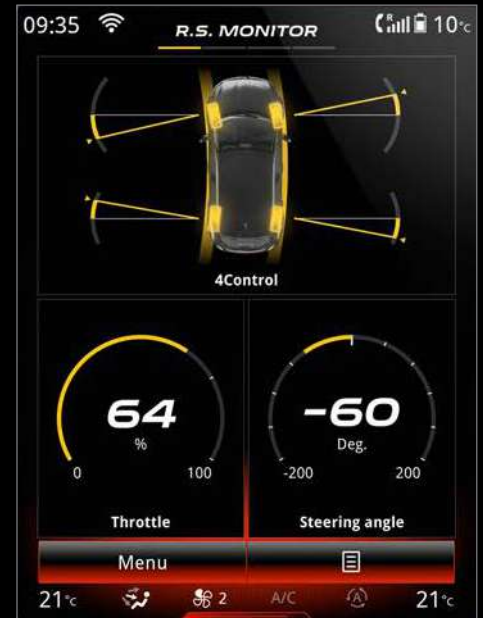 09:35 R.S. MONITOR R 10°c
4Control
64 -60
% Deg.
0 100 -200 200
Throttle Steering angle
Menu
21°c 2 A/C A 21°c